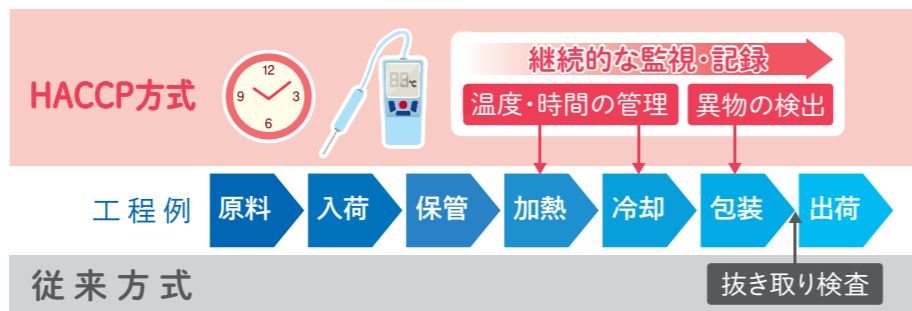 HACCP方式
12
9
3
6
℃
継続的な監視・記録
温度・時間の管理
異物の検出
工程例
原料
入荷
保管
加熱
冷却
包装
出荷
従来方式
抜き取り検査